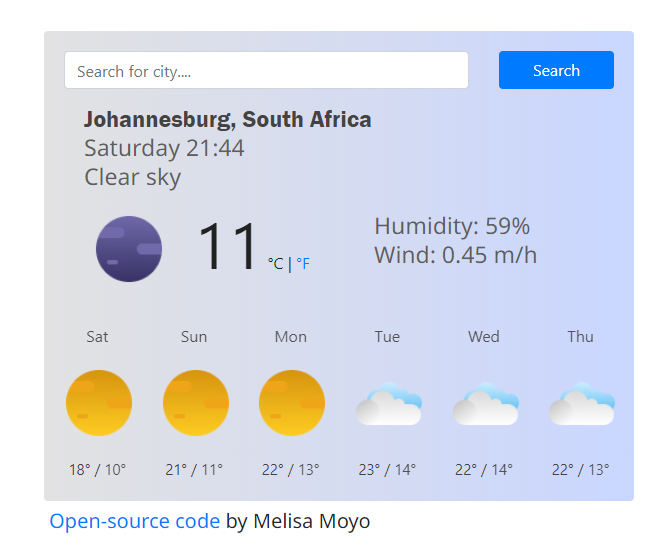 Search for city....
Search
Johannesburg, South Africa
Saturday 21:44
Clear sky
11 °C | °F
Humidity: 59%
Wind: 0.45 m/h
Sat Sun Mon Tue Wed Thu
18° / 10° 21° / 11° 22° / 13° 23° / 14° 22° / 14° 22° / 13°
Open-source code by Melisa Moyo